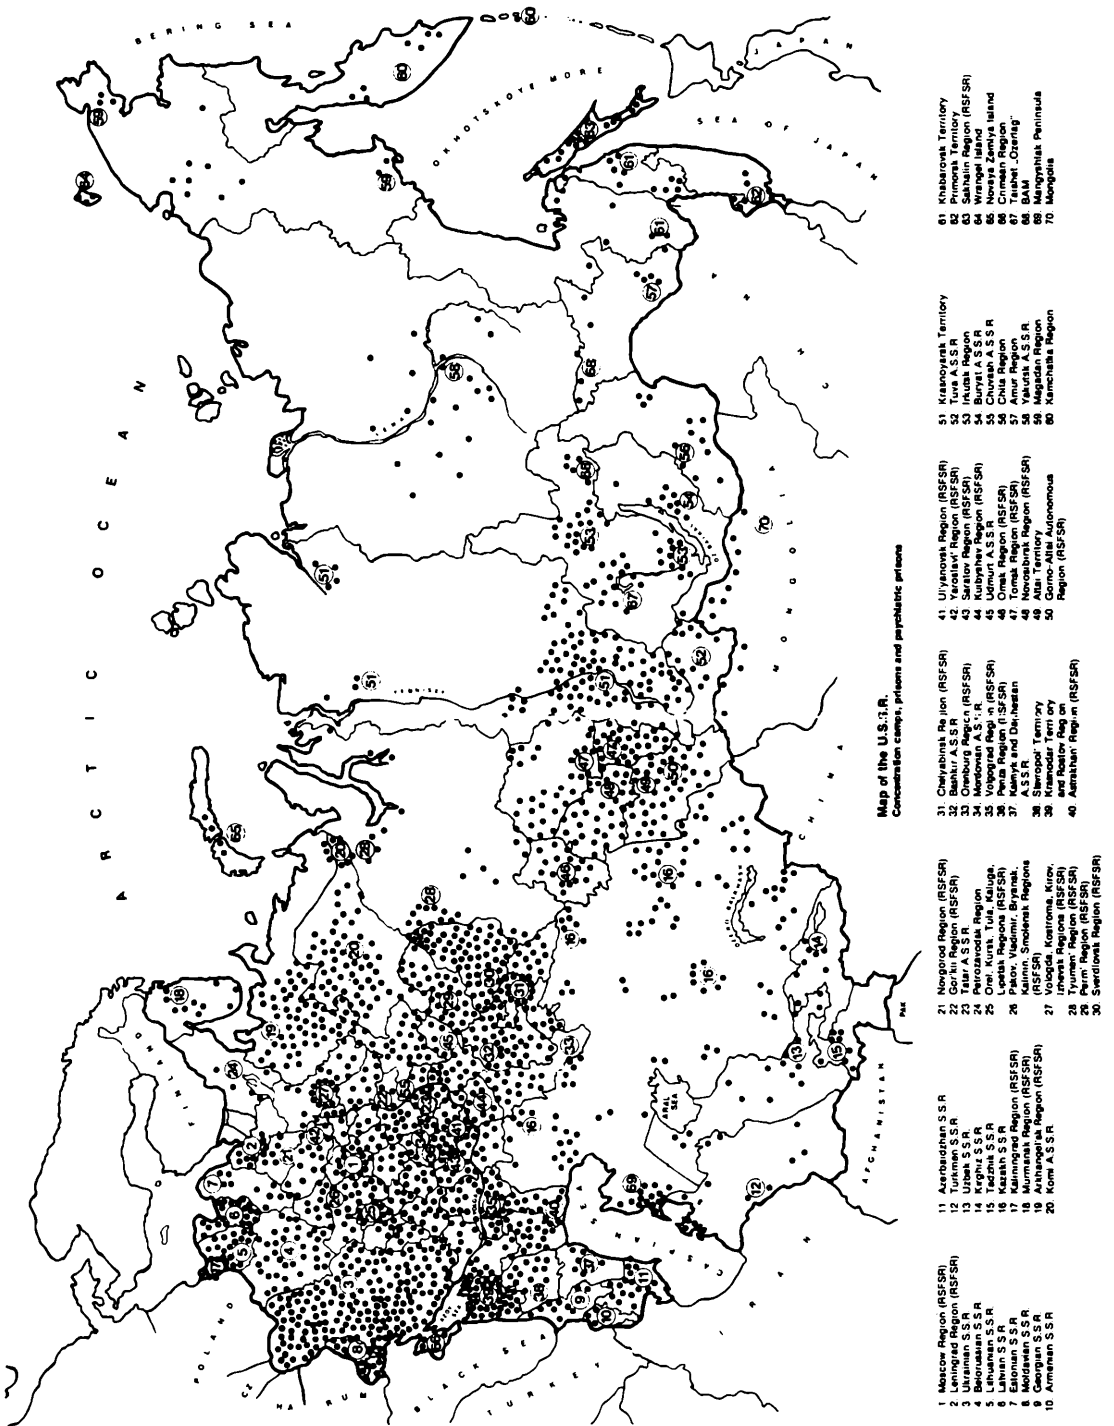 ARCTIC OCEAN
BERING SEA
OKHOTSKOYE MORE
SEA OF JAPAN
JAPAN
FINLAND
POLAND
BLACK SEA
TURKEY
CASPIAN SEA
ARAL SEA
AFGHANISTAN
PAK
CHINA
MONGOLIA
Map of the U.S.S.R.
Concentration camps, prisons and psychiatric prisons
1 Moscow Region (RSFSR)
2 Leningrad Region (RSFSR)
3 Ukrainian S.S.R
4 Belorussian S.S.R
5 Lithuanian S.S.R
6 Latvian S.S.R
7 Estonian S.S.R
8 Moldavian S.S.R
9 Georgian S.S.R
10 Armenian S.S.R
11 Azerbaidzhan S.S.R
12 Turkmen S.S.R.
13 Uzbek S.S.R.
14 Kirghiz S.S.R
15 Tadzhik S.S.R
16 Kazakh S.S.R
17 Kaliningrad Region (RSFSR)
18 Murmansk Region (RSFSR)
19 Arkhangel'sk Region (RSFSR)
20 Komi A.S.S.R.
21 Novgorod Region (RSFSR)
22 Gorkii Region (RSFSR)
23 Tatar A.S.S.R.
24 Petrozavodsk Region
25 Orel, Kursk, Tula, Kaluga,
Lipetsk Regions (RSFSR)
26 Pskov, Vladimir, Bryansk,
Kalinin, Smolensk Regions
(RSFSR)
27 Vologda, Kostroma, Kirov,
Izhevsk Regions (RSFSR)
28 Tyumen' Region (RSFSR)
29 Perm' Region (RSFSR)
30. Sverdlovsk Region (RSFSR)
31. Chelyabinsk Region (RSFSR)
32 Bashkir A.S.S.R
33 Orenburg Region (RSFSR)
34. Mordovian A.S.S.R.
35 Volgograd Region (RSFSR)
36. Penza Region (RSFSR)
37. Kalmyk and Daghestan
A.S.S.R.
38. Stavropol' Territory
39. Krasnodar Territory
and Rostov Region
40 Astrakhan' Region (RSFSR)
41 Ul'yanovsk Region (RSFSR)
42. Yaroslavl' Region (RSFSR)
43 Saratov Region (RSFSR)
44 Kuibyshev Region (RSFSR)
45 Udmurt A.S.S.R
46 Omsk Region (RSFSR)
47. Tomsk Region (RSFSR)
48 Novosibirsk Region (RSFSR)
49 Altai Territory
50 Gorno-Altai Autonomous
Region (RSFSR)
51 Krasnoyarsk Territory
52 Tuva A.S.S.R
53 Irkutsk Region
54 Buryat A.S.S.R
55 Chuvash A.S.S.R
56 Chita Region
57 Amur Region
58 Yakutsk A.S.S.R.
59 Magadan Region
60 Kamchatka Region
61 Khabarovsk Territory
62 Primorsk Territory
63 Sakhalin Region (RSFSR)
64 Wrangel Island
65 Novaya Zemlya Island
66 Crimean Region
67 Taishet „Ozerlag"
68. BAM
69 Mangyshlak Peninsula
70 Mongolia